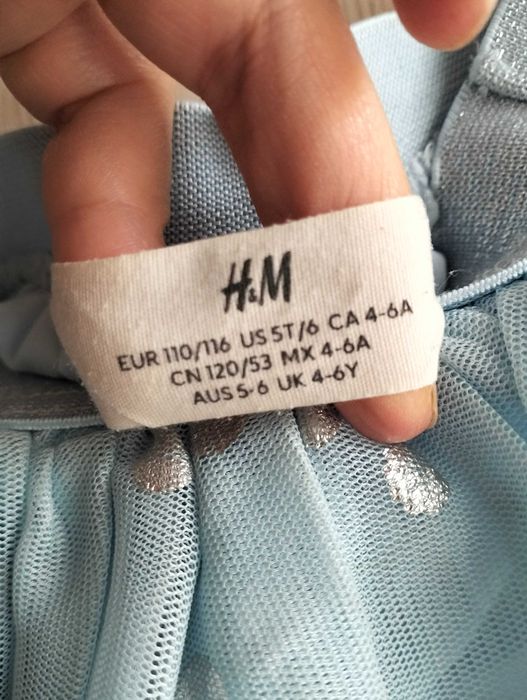 H&M
EUR 110/116 US 5T/6 CA 4-6A
CN 120/53 MX 4-6A
AUS 5-6 UK 4-6Y